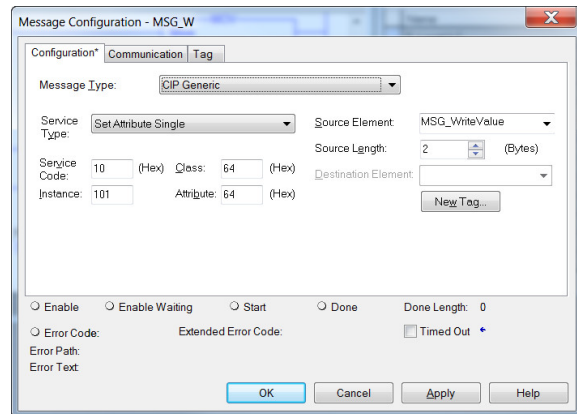 Message Configuration - MSG_W
Configuration* Communication Tag
Message Type: CIP Generic
Service Type: Set Attribute Single
Source Element: MSG_WriteValue
Source Length: 2 (Bytes)
Service Code: 10 (Hex) Class: 64 (Hex)
Destination Element:
Instance: 101 Attribute: 64 (Hex)
New Tag...
Enable Enable Waiting Start Done Done Length: 0
Error Code: Extended Error Code: Timed Out
Error Path:
Error Text:
OK Cancel Apply Help